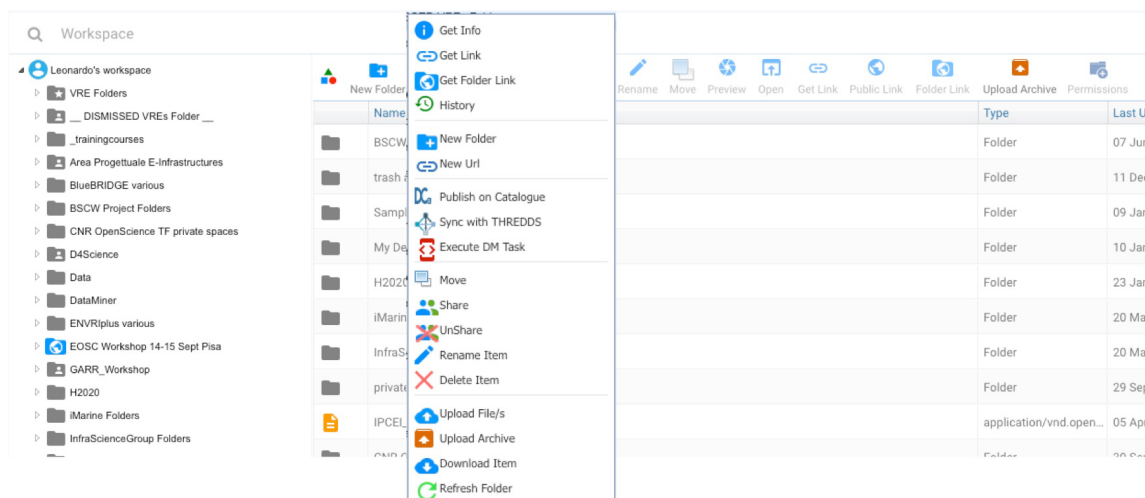 Workspace
Leonardo's workspace
VRE Folders
__ DISMISSED VREs Folder __
_trainingcourses
Area Progettuale E-Infrastructures
BlueBRIDGE various
BSCW Project Folders
CNR OpenScience TF private spaces
D4Science
Data
DataMiner
ENVRIplus various
EOSC Workshop 14-15 Sept Pisa
GARR_Workshop
H2020
iMarine Folders
InfraScienceGroup Folders
Get Info
Get Link
Get Folder Link
History
New Folder
New Url
Publish on Catalogue
Sync with THREDDS
Execute DM Task
Move
Share
UnShare
Rename Item
Delete Item
Upload File/s
Upload Archive
Download Item
Refresh Folder
New Folder Rename Move Preview Open Get Link Public Link Folder Link Upload Archive Permissions
Name Type Last U
BSCW Folder 07 Jun
trash Folder 11 De
Sampl Folder 09 Jan
My De Folder 10 Jan
H2020 Folder 23 Jan
iMarin Folder 20 Ma
InfraS Folder 20 Ma
private Folder 29 Sep
IPCEI_ application/vnd.open... 05 Apr